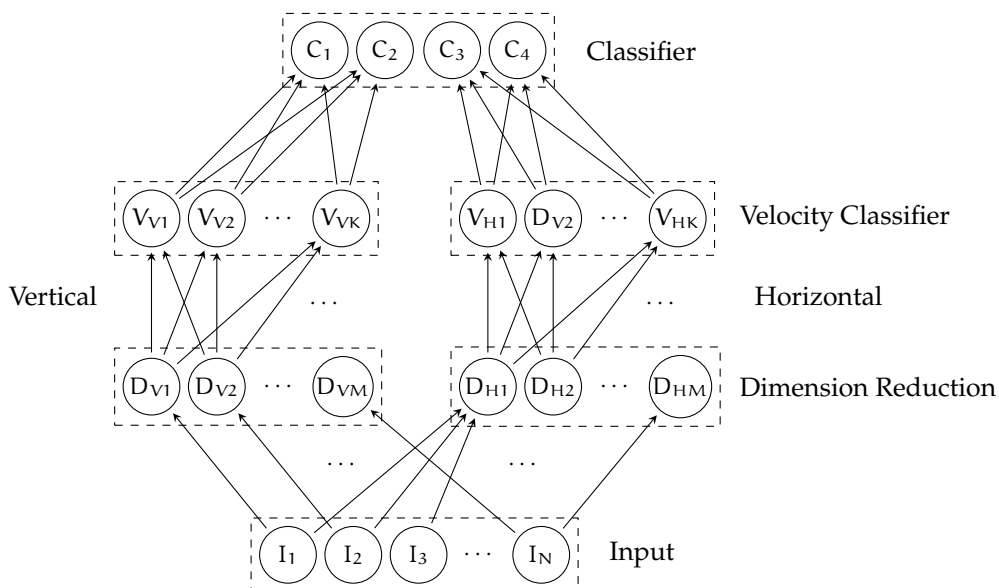 C1 C2 C3 C4 Classifier
VV1 VV2 ··· VVK VH1 DV2 ··· VHK Velocity Classifier
Vertical ··· ··· Horizontal
DV1 DV2 ··· DVM DH1 DH2 ··· DHM Dimension Reduction
··· ···
I1 I2 I3 ··· IN Input